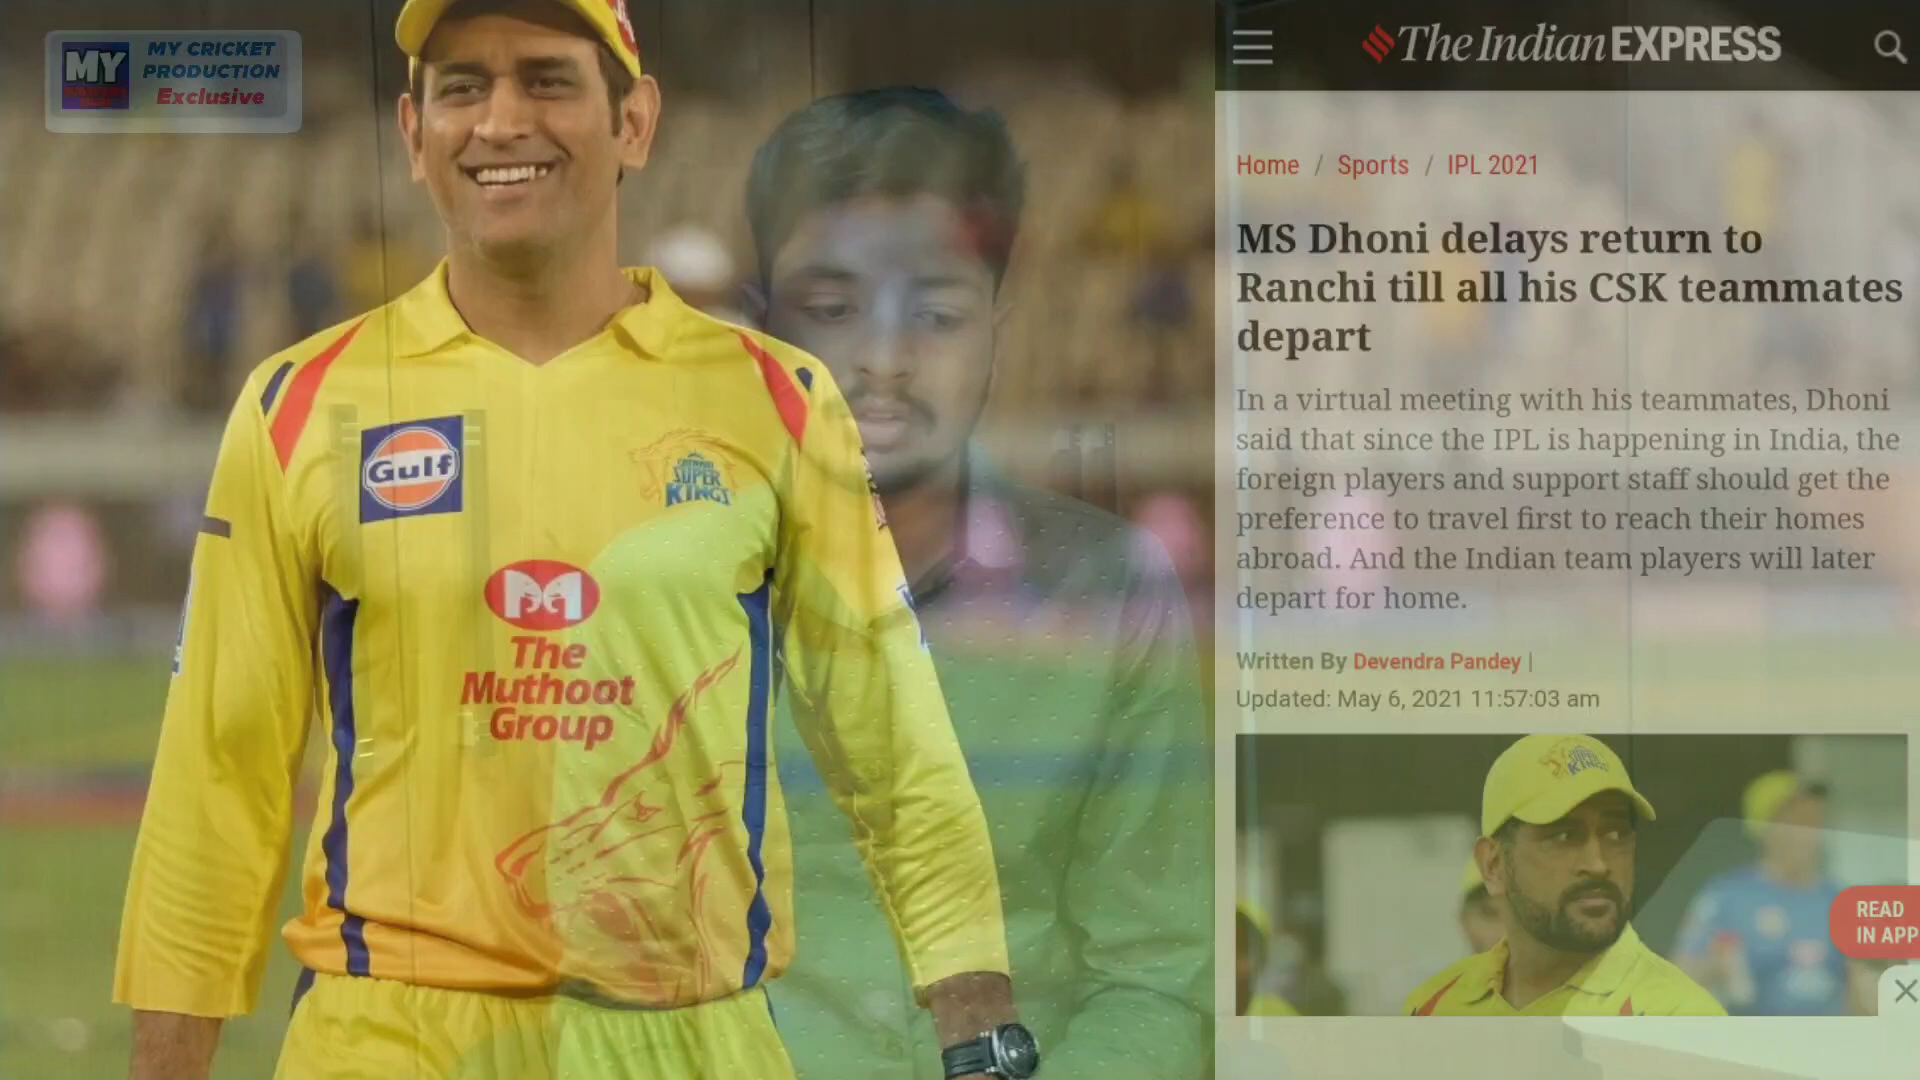 MY
MY CRICKET
PRODUCTION
Exclusive
Gulf
CHENNAI
SUPER
KINGS
The
Muthoot
Group
The Indian EXPRESS
Home / Sports / IPL 2021
MS Dhoni delays return to
Ranchi till all his CSK teammates
depart
In a virtual meeting with his teammates, Dhoni
said that since the IPL is happening in India, the
foreign players and support staff should get the
preference to travel first to reach their homes
abroad. And the Indian team players will later
depart for home.
Written By Devendra Pandey |
Updated: May 6, 2021 11:57:03 am
SUPER
KINGS
READ
IN APP